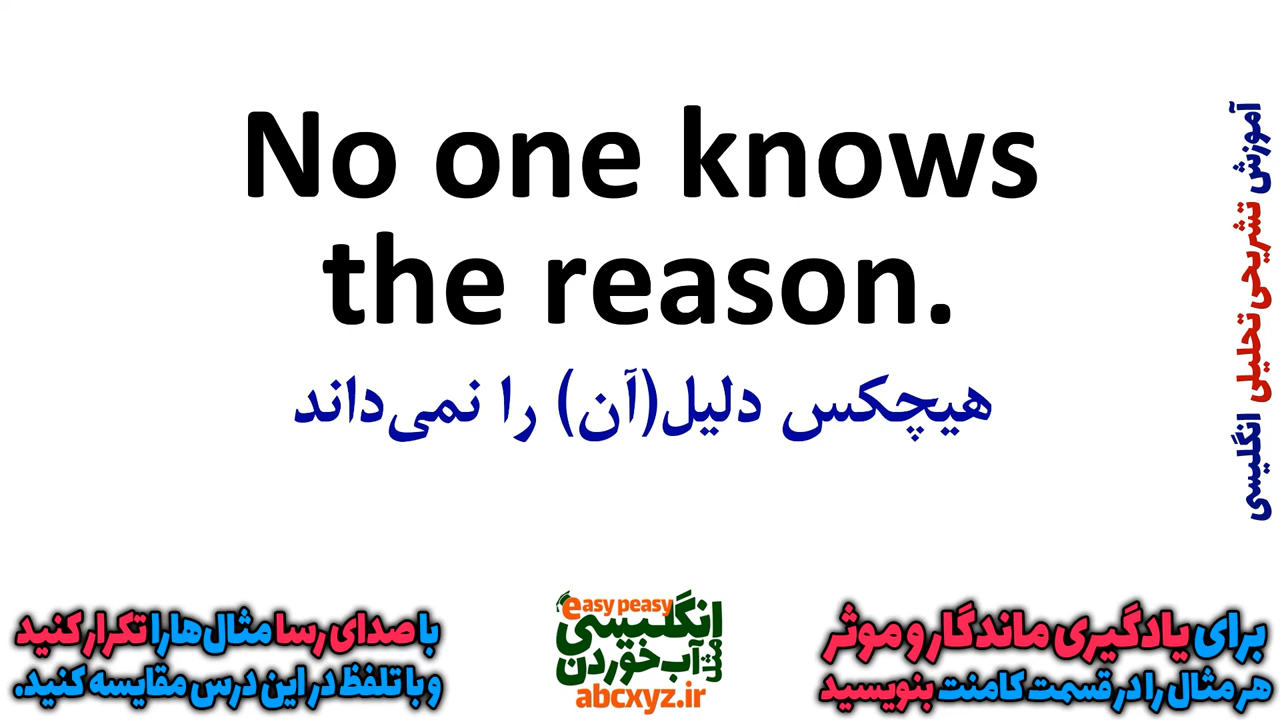 No one knows
the reason.
هیچکس دلیل(آن) را نمی‌داند
آموزش تشریحی تحلیلی انگلیسی
برای یادگیری ماندگار و موثر
هر مثال را در قسمت کامنت بنویسید
easy peasy
انگلیسی
مثل آب خوردن
abcxyz.ir
با صدای رسا مثال‌ها را تکرار کنید
و با تلفظ در این درس مقایسه کنید.